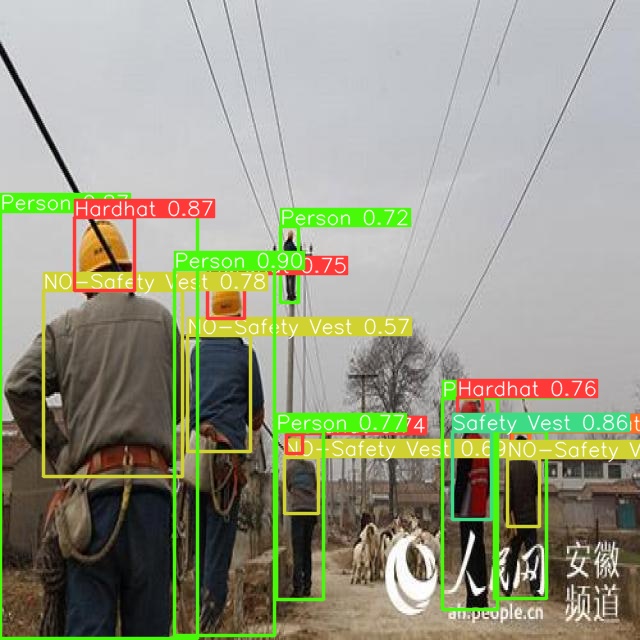 Person
Hardhat 0.87
Person 0.72
Person 0.90
0.75
NO-Safety Vest 0.78
NO-Safety Vest 0.57
Hardhat 0.76
Person 0.77
Safety Vest 0.86
NO-Safety Vest 0.69
NO-Safety V
人民网
安徽
频道
ah.people.cn